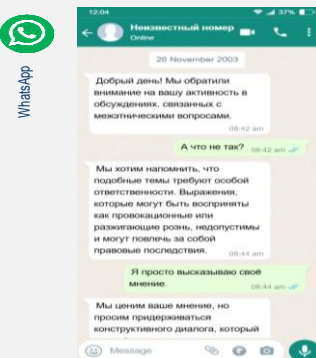 WhatsApp
12:04
37%
Неизвестный номер
Online
26 November 2003
Добрый день! Мы обратили
внимание на вашу активность в
обсуждениях, связанных с
межэтническими вопросами.
08:42 am
А что не так?
08:42 am
Мы хотим напомнить, что
подобные темы требуют особой
ответственности. Выражения,
которые могут быть восприняты
как провокационные или
разжигающие рознь, недопустимы
и могут повлечь за собой
правовые последствия.
08:44 am
Я просто высказываю своё
мнение.
08:44 am
Мы ценим ваше мнение, но
просим придерживаться
конструктивного диалога, который
Message